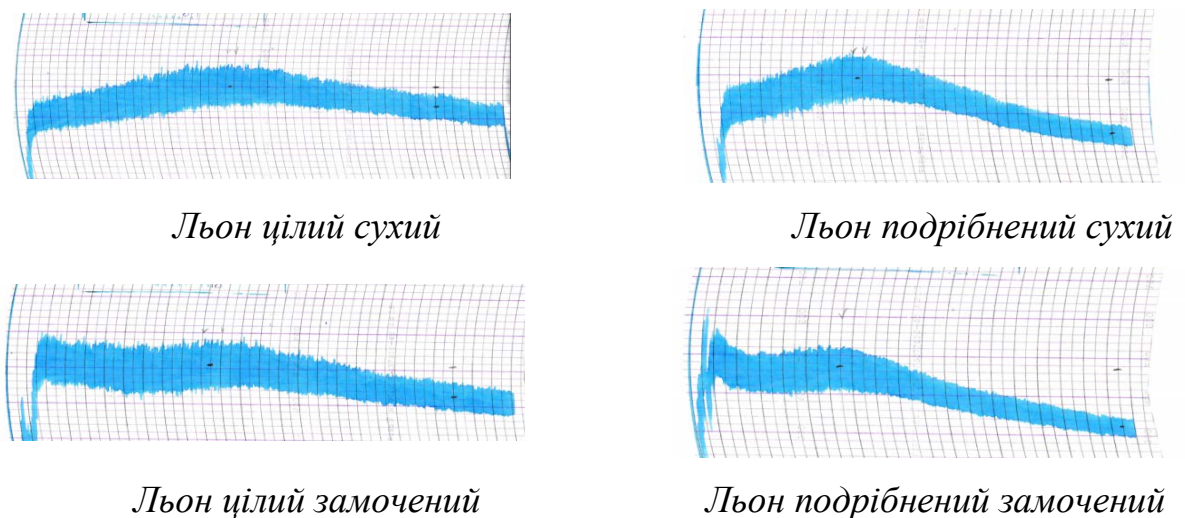 Льон цілий сухий
Льон подрібнений сухий
Льон цілий замочений
Льон подрібнений замочений